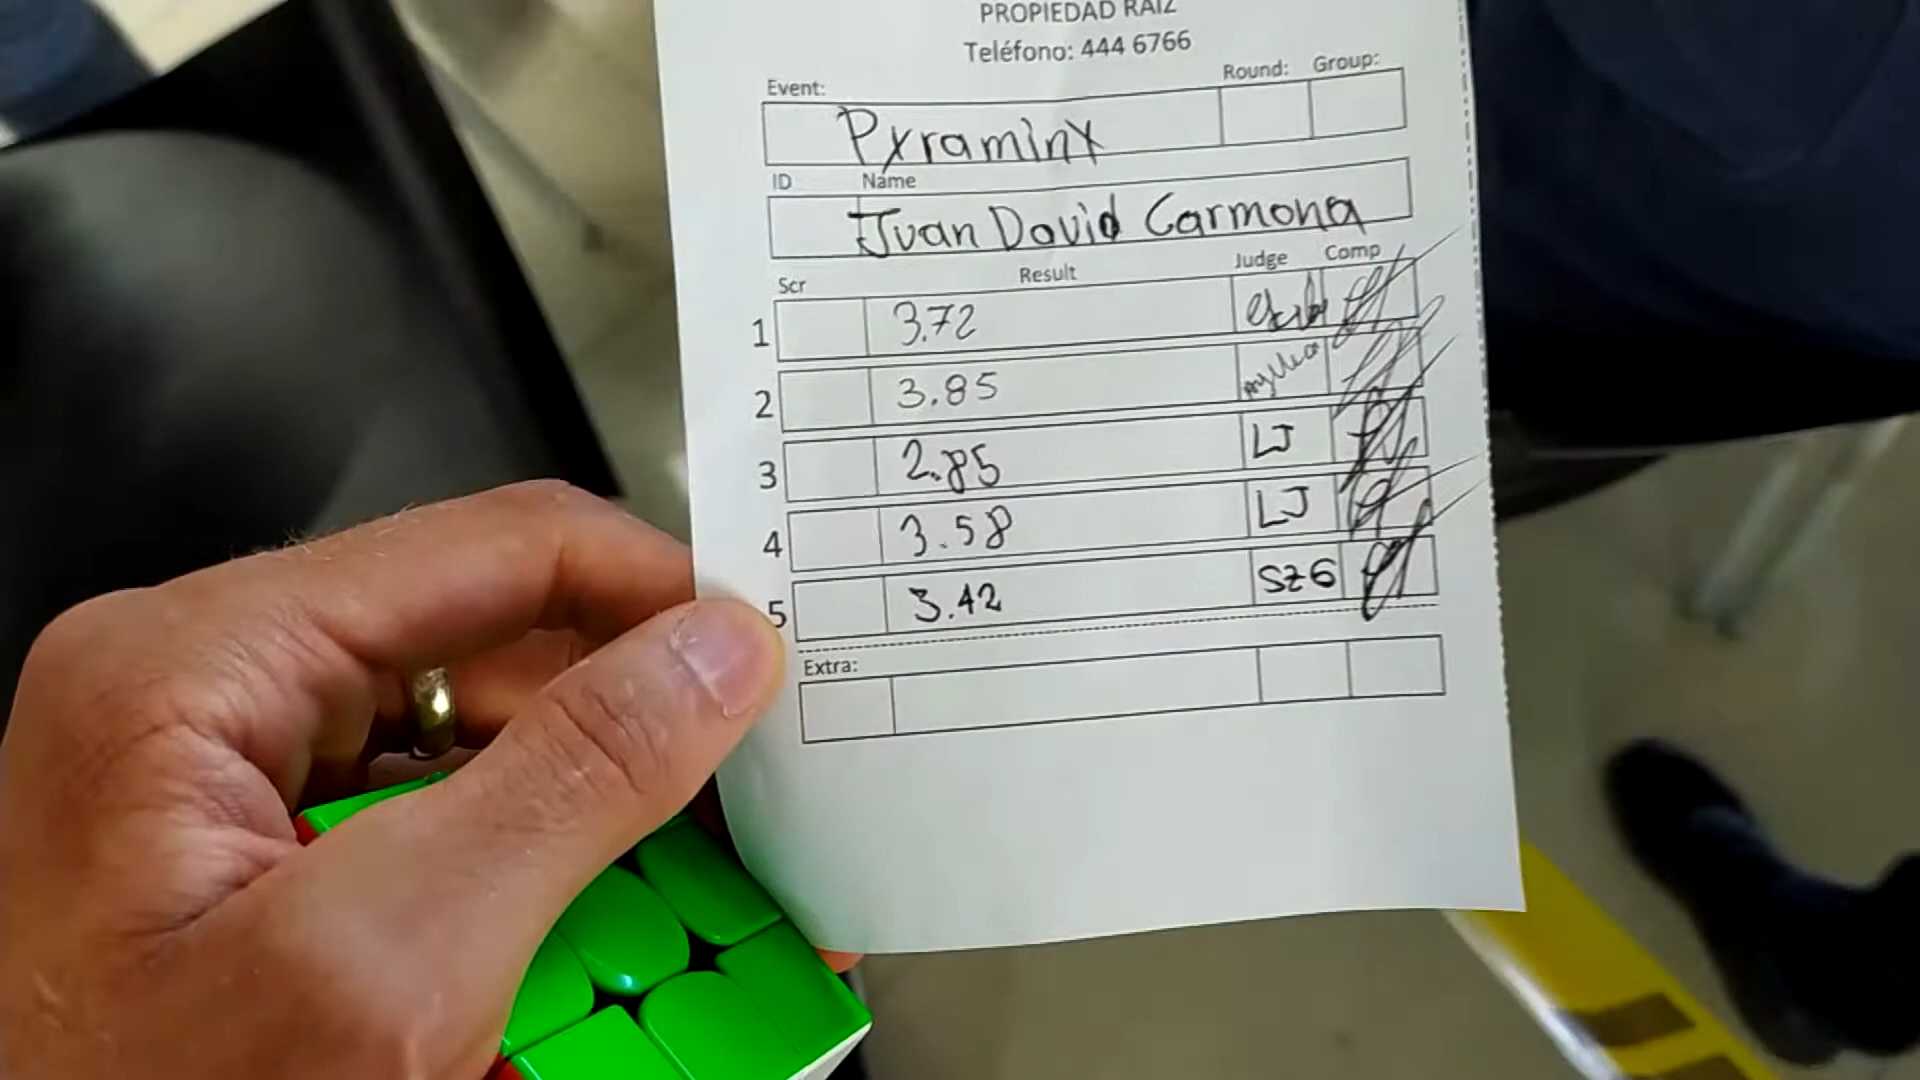 PROPIEDAD RAIZ
Teléfono: 444 6766
Event: Round: Group:
Pyraminx
ID Name
Juan David Carmona
Scr Result Judge Comp
1 3.72
2 3.85
3 2.85 LJ
4 3.58 LJ
5 3.42 SZ6
Extra: